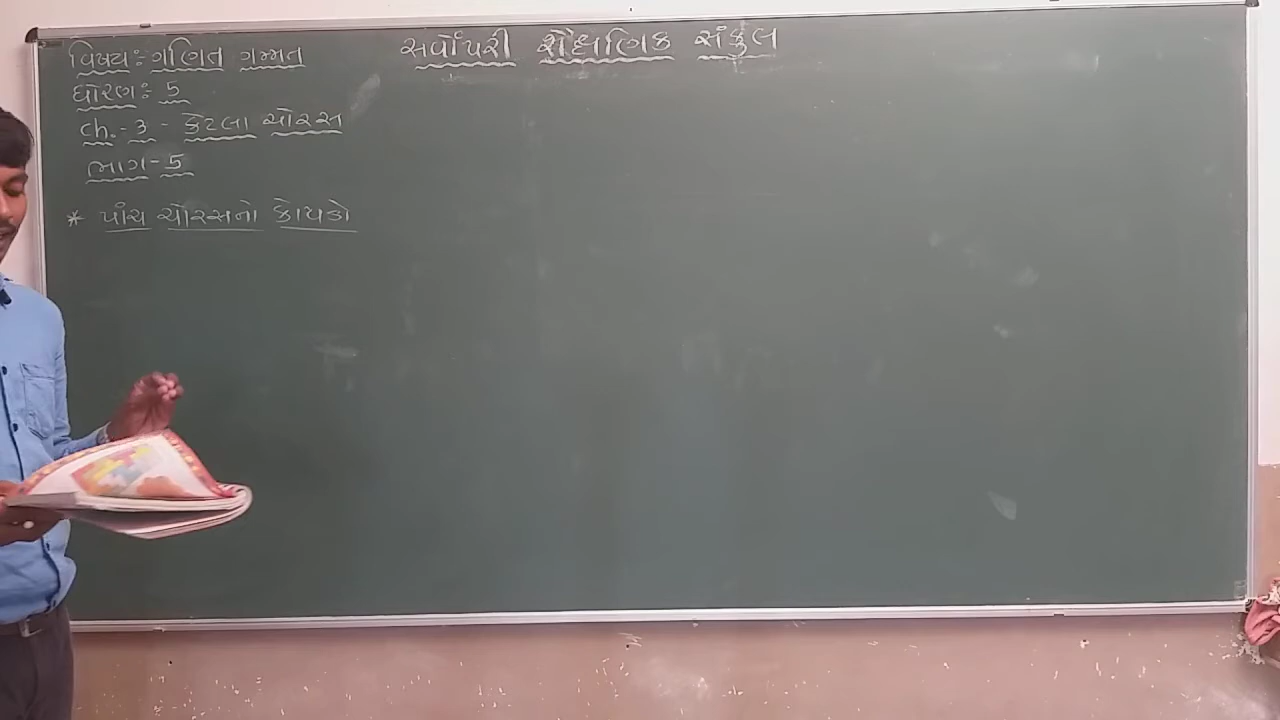 સર્વોપરી શૈક્ષણિક સંકુલ
વિષય: ગણિત ગમ્મત
ધોરણ: 5
ch.-3 - કેટલા ચોરસ
ભાગ-5
* પાંચ ચોરસનો કોયડો